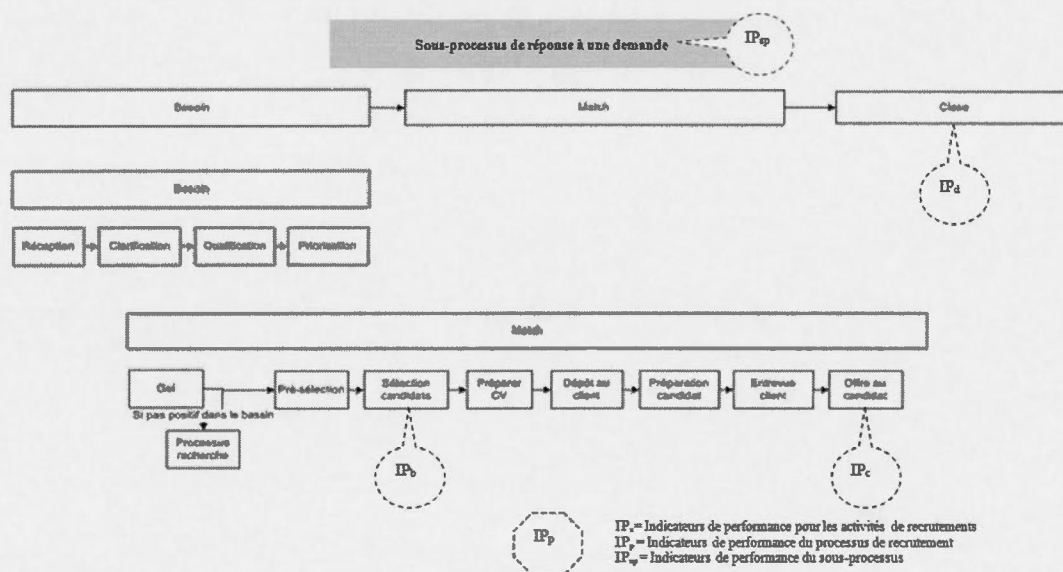 Sous-processus de réponse à une demande
IPsp
Besoin
Match
Close
IPd
Besoin
Réception
Clarification
Qualification
Priorisation
Match
Gel
Pré-sélection
Sélection
candidats
Préparer
CV
Dépôt au
client
Préparation
candidat
Entrevue
client
Offre au
candidat
Si pas positif dans le bassin
Processus
recherche
IPb
IPc
IPp
IPx= Indicateurs de performance pour les activités de recrutements
IPp = Indicateurs de performance du processus de recrutement
IPsp = Indicateurs de performance du sous-processus